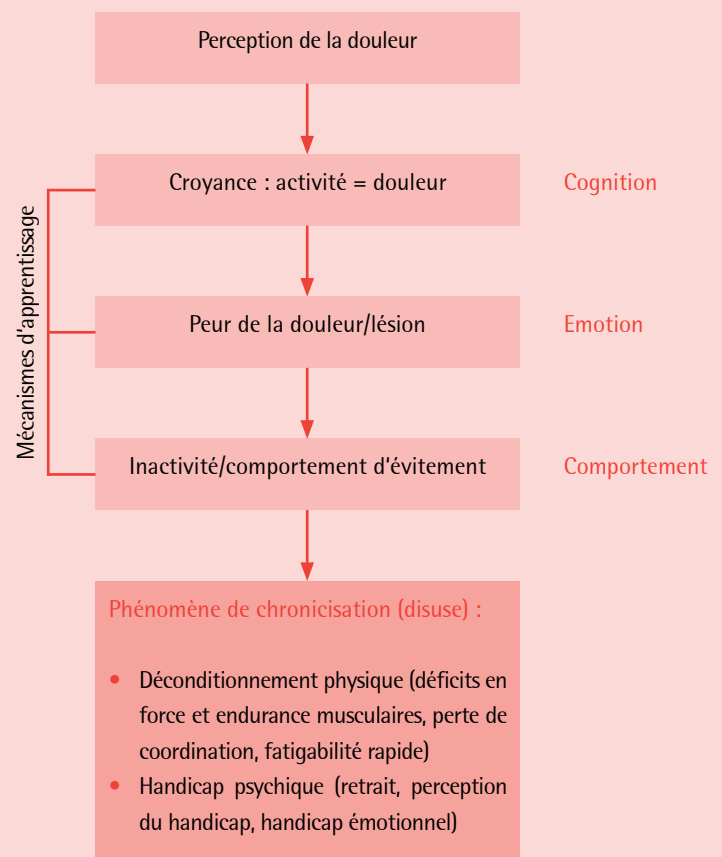 Perception de la douleur
Croyance : activité = douleur
Cognition
Mécanismes d'apprentissage
Peur de la douleur/lésion
Emotion
Inactivité/comportement d'évitement
Comportement
Phénomène de chronicisation (disuse) :
• Déconditionnement physique (déficits en
force et endurance musculaires, perte de
coordination, fatigabilité rapide)
• Handicap psychique (retrait, perception
du handicap, handicap émotionnel)